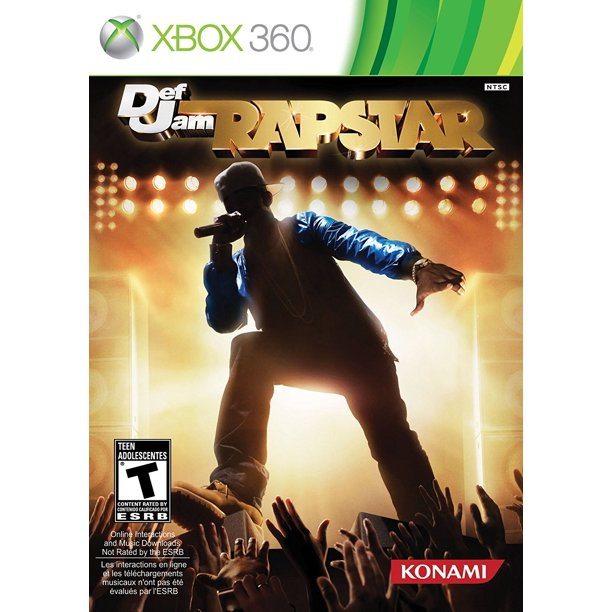 XBOX 360
NTSC
Def Jam
RAPSTAR
TEEN
ADOLESCENTES
T
CONTENT RATED BY
CONTENIDO CALIFICADO POR
ESRB
Online Interactions
and Music Downloads
Not Rated by the ESRB
Les interactions en ligne
et les téléchargements
musicaux n'ont pas été
évalués par l'ESRB
KONAMI